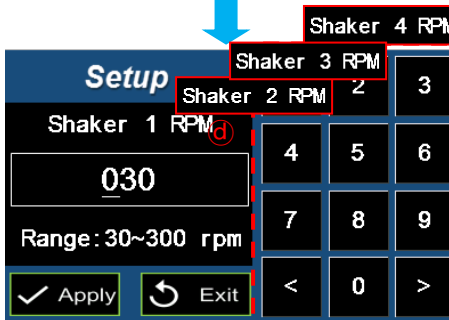 Shaker 4 RPM
Shaker 3 RPM
Setup
Shaker 2 RPM
2 3
Shaker 1 RPM
ⓓ
4 5 6
030
7 8 9
Range:30~300 rpm
Apply Exit
< 0 >